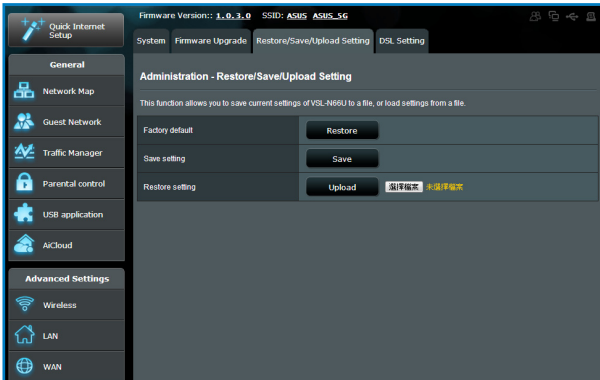 Quick Internet
Setup
Firmware Version:: 1.0.3.0 SSID: ASUS ASUS_5G
System
Firmware Upgrade
Restore/Save/Upload Setting
DSL Setting
General
Network Map
Guest Network
Traffic Manager
Parental control
USB application
AiCloud
Advanced Settings
Wireless
LAN
WAN
Administration - Restore/Save/Upload Setting
This function allows you to save current settings of VSL-N66U to a file, or load settings from a file.
Factory default
Restore
Save setting
Save
Restore setting
Upload
選擇檔案 未選擇檔案